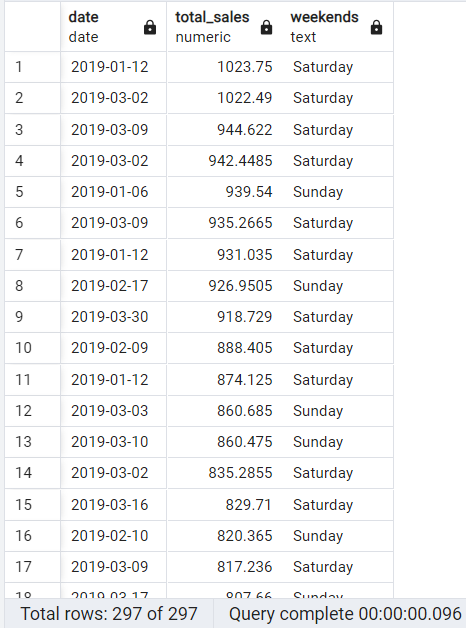 date total_sales weekends
date numeric text
1 2019-01-12 1023.75 Saturday
2 2019-03-02 1022.49 Saturday
3 2019-03-09 944.622 Saturday
4 2019-03-02 942.4485 Saturday
5 2019-01-06 939.54 Sunday
6 2019-03-09 935.2665 Saturday
7 2019-01-12 931.035 Saturday
8 2019-02-17 926.9505 Sunday
9 2019-03-30 918.729 Saturday
10 2019-02-09 888.405 Saturday
11 2019-01-12 874.125 Saturday
12 2019-03-03 860.685 Sunday
13 2019-03-10 860.475 Sunday
14 2019-03-02 835.2855 Saturday
15 2019-03-16 829.71 Saturday
16 2019-02-10 820.365 Sunday
17 2019-03-09 817.236 Saturday
18 2019-03-17 807.66 Sunday
Total rows: 297 of 297 Query complete 00:00:00.096